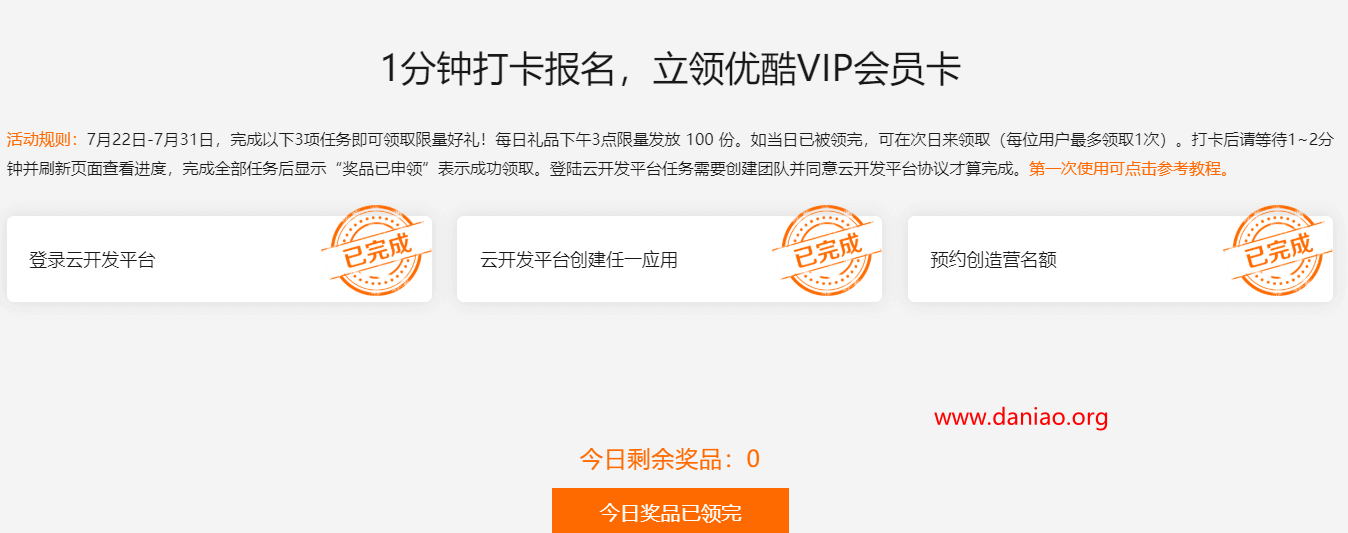 1分钟打卡报名，立领优酷VIP会员卡
活动规则：7月22日-7月31日，完成以下3项任务即可领取限量好礼！每日礼品下午3点限量发放 100 份。如当日已被领完，可在次日来领取（每位用户最多领取1次）。打卡后请等待1~2分
钟并刷新页面查看进度，完成全部任务后显示“奖品已申领”表示成功领取。登陆云开发平台任务需要创建团队并同意云开发平台协议才算完成。第一次使用可点击参考教程。
登录云开发平台
已完成
云开发平台创建任一应用
已完成
预约创造营名额
已完成
www.daniao.org
今日剩余奖品：0
今日奖品已领完